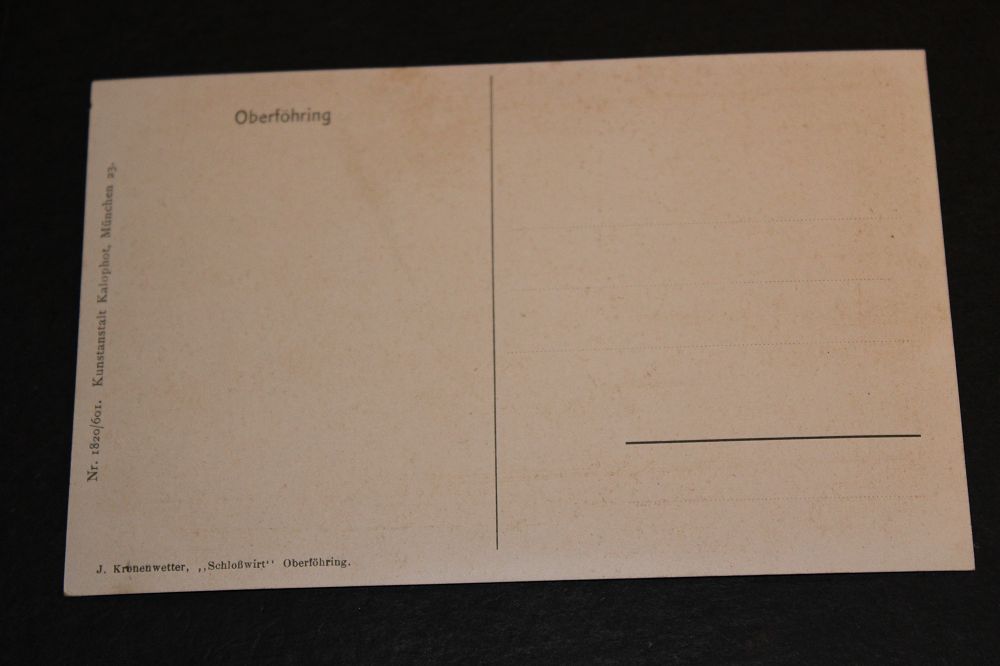 Oberföhring
Nr. 1820/601. Kunstanstalt Kalophot, München 23.
J. Kronenwetter, ,,Schloßwirt‘‘ Oberföhring.